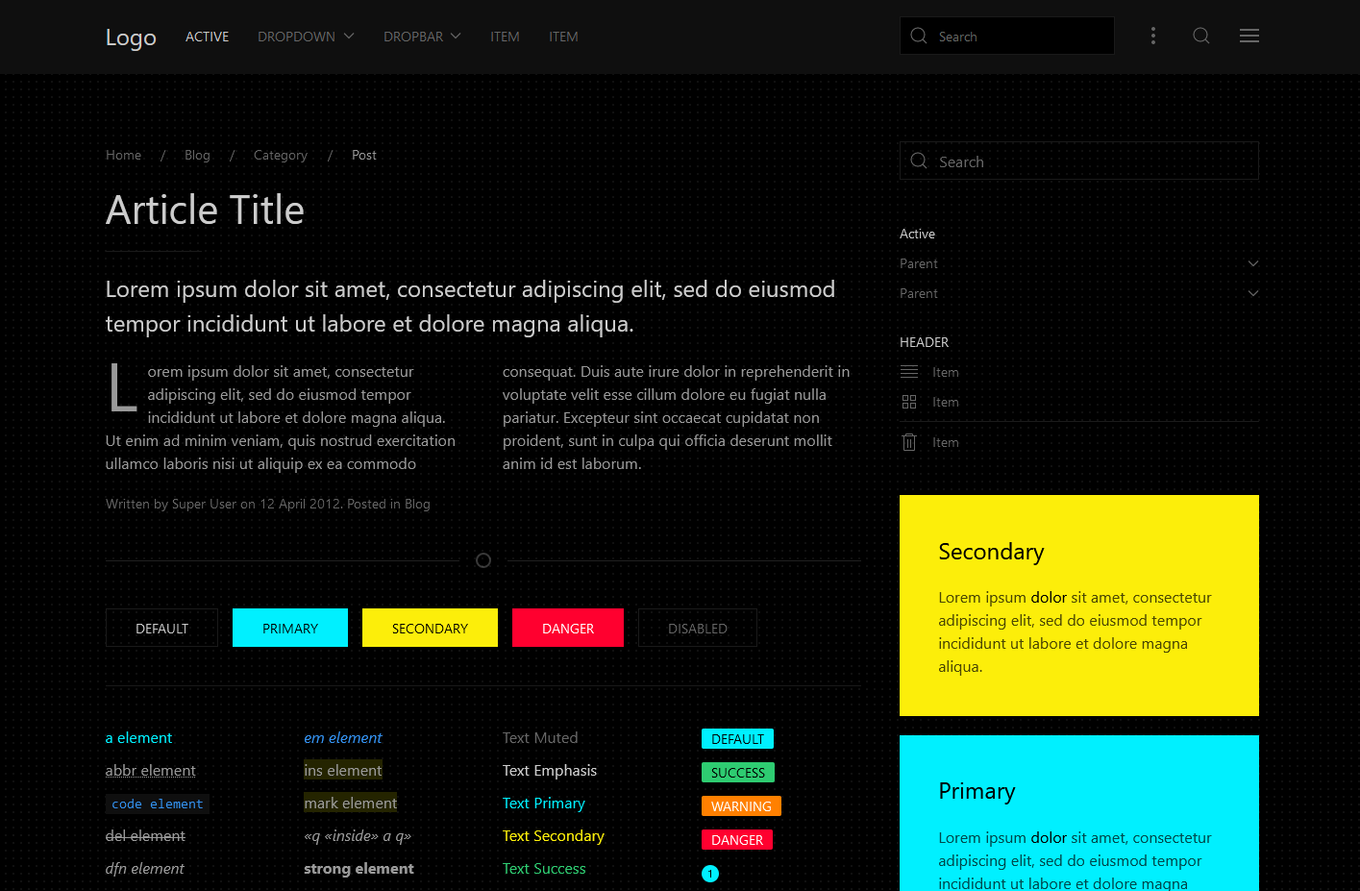 Logo ACTIVE DROPDOWN DROPBAR ITEM ITEM Search
Home / Blog / Category / Post
Article Title
Lorem ipsum dolor sit amet, consectetur adipiscing elit, sed do eiusmod
tempor incididunt ut labore et dolore magna aliqua.
Lorem ipsum dolor sit amet, consectetur
adipiscing elit, sed do eiusmod tempor
incididunt ut labore et dolore magna aliqua.
Ut enim ad minim veniam, quis nostrud exercitation
ullamco laboris nisi ut aliquip ex ea commodo
consequat. Duis aute irure dolor in reprehenderit in
voluptate velit esse cillum dolore eu fugiat nulla
pariatur. Excepteur sint occaecat cupidatat non
proident, sunt in culpa qui officia deserunt mollit
anim id est laborum.
Written by Super User on 12 April 2012. Posted in Blog
DEFAULT PRIMARY SECONDARY DANGER DISABLED
a element em element Text Muted DEFAULT
abbr element ins element Text Emphasis SUCCESS
code element mark element Text Primary WARNING
del element «q «inside» a q» Text Secondary DANGER
dfn element strong element Text Success 1
Search
Active
Parent
Parent
HEADER
Item
Item
Item
Secondary
Lorem ipsum dolor sit amet, consectetur
adipiscing elit, sed do eiusmod tempor
incididunt ut labore et dolore magna
aliqua.
Primary
Lorem ipsum dolor sit amet, consectetur
adipiscing elit, sed do eiusmod tempor
incididunt ut labore et dolore magna